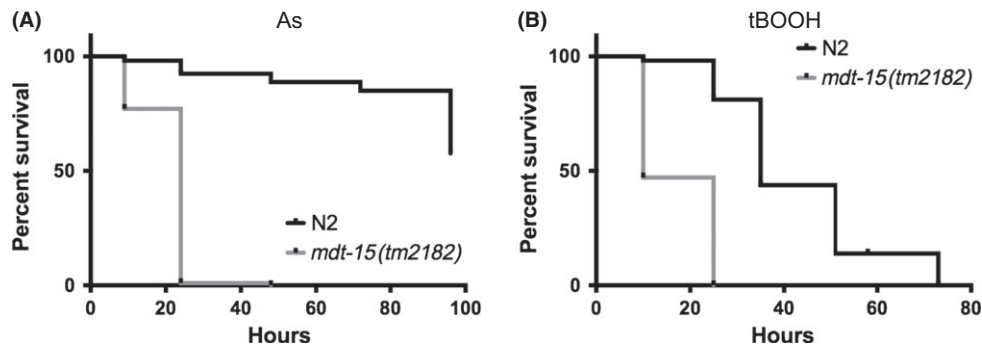 (A) As
100
50
0
Percent survival
N2
mdt-15(tm2182)
0 20 40 60 80 100
Hours
(B) tBOOH
100
50
0
Percent survival
N2
mdt-15(tm2182)
0 20 40 60 80
Hours